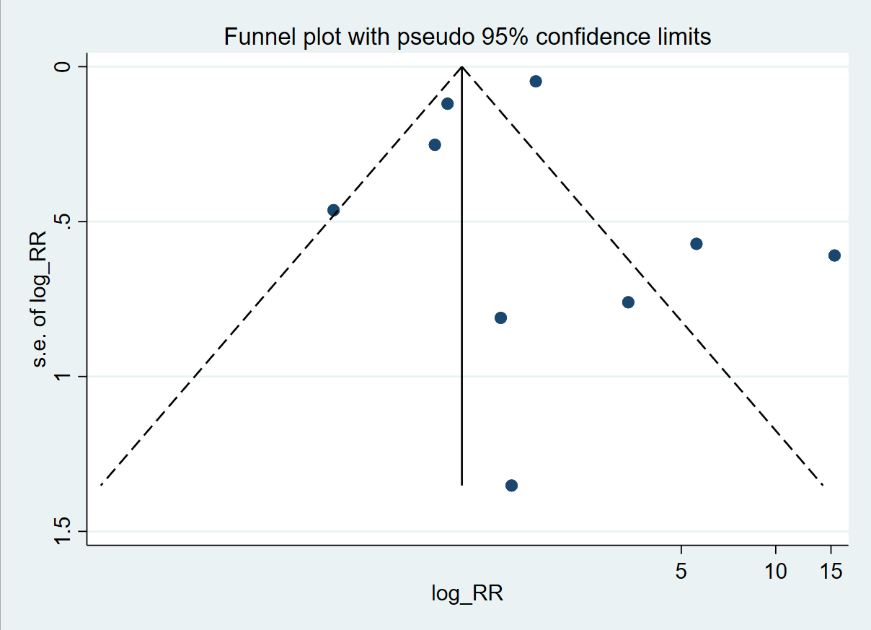 Funnel plot with pseudo 95% confidence limits
0
.5
1
1.5
s.e. of log_RR
5 10 15
log_RR